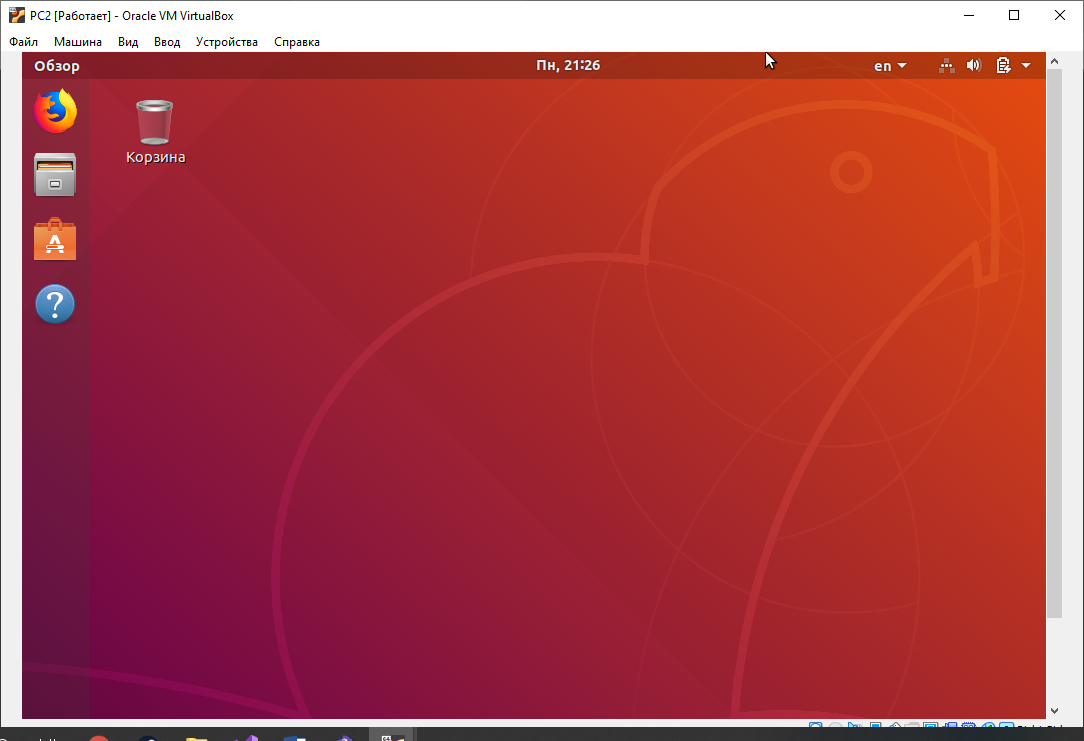 PC2 [Работает] - Oracle VM VirtualBox
Файл Машина Вид Ввод Устройства Справка
Обзор Пн, 21:26 en
Корзина